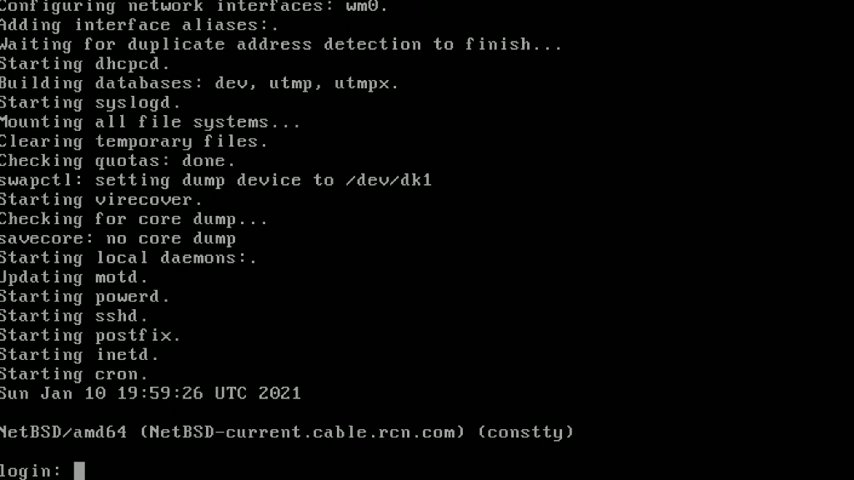 Configuring network interfaces: wm0.
Adding interface aliases:.
Waiting for duplicate address detection to finish...
Starting dhcpcd.
Building databases: dev, utmp, utmpx.
Starting syslogd.
Mounting all file systems...
Clearing temporary files.
Checking quotas: done.
swapctl: setting dump device to /dev/dk1
Starting virecover.
Checking for core dump...
savecore: no core dump
Starting local daemons:.
Updating motd.
Starting powerd.
Starting sshd.
Starting postfix.
Starting inetd.
Starting cron.
Sun Jan 10 19:59:26 UTC 2021
NetBSD/amd64 (NetBSD-current.cable.rcn.com) (constty)
login: